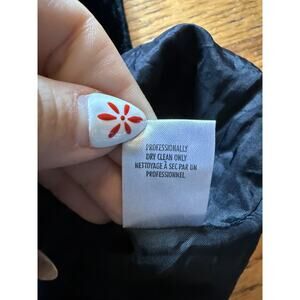 PROFESSIONALLY
DRY CLEAN ONLY
NETTOYAGE À SEC PAR UN
PROFESSIONNEL